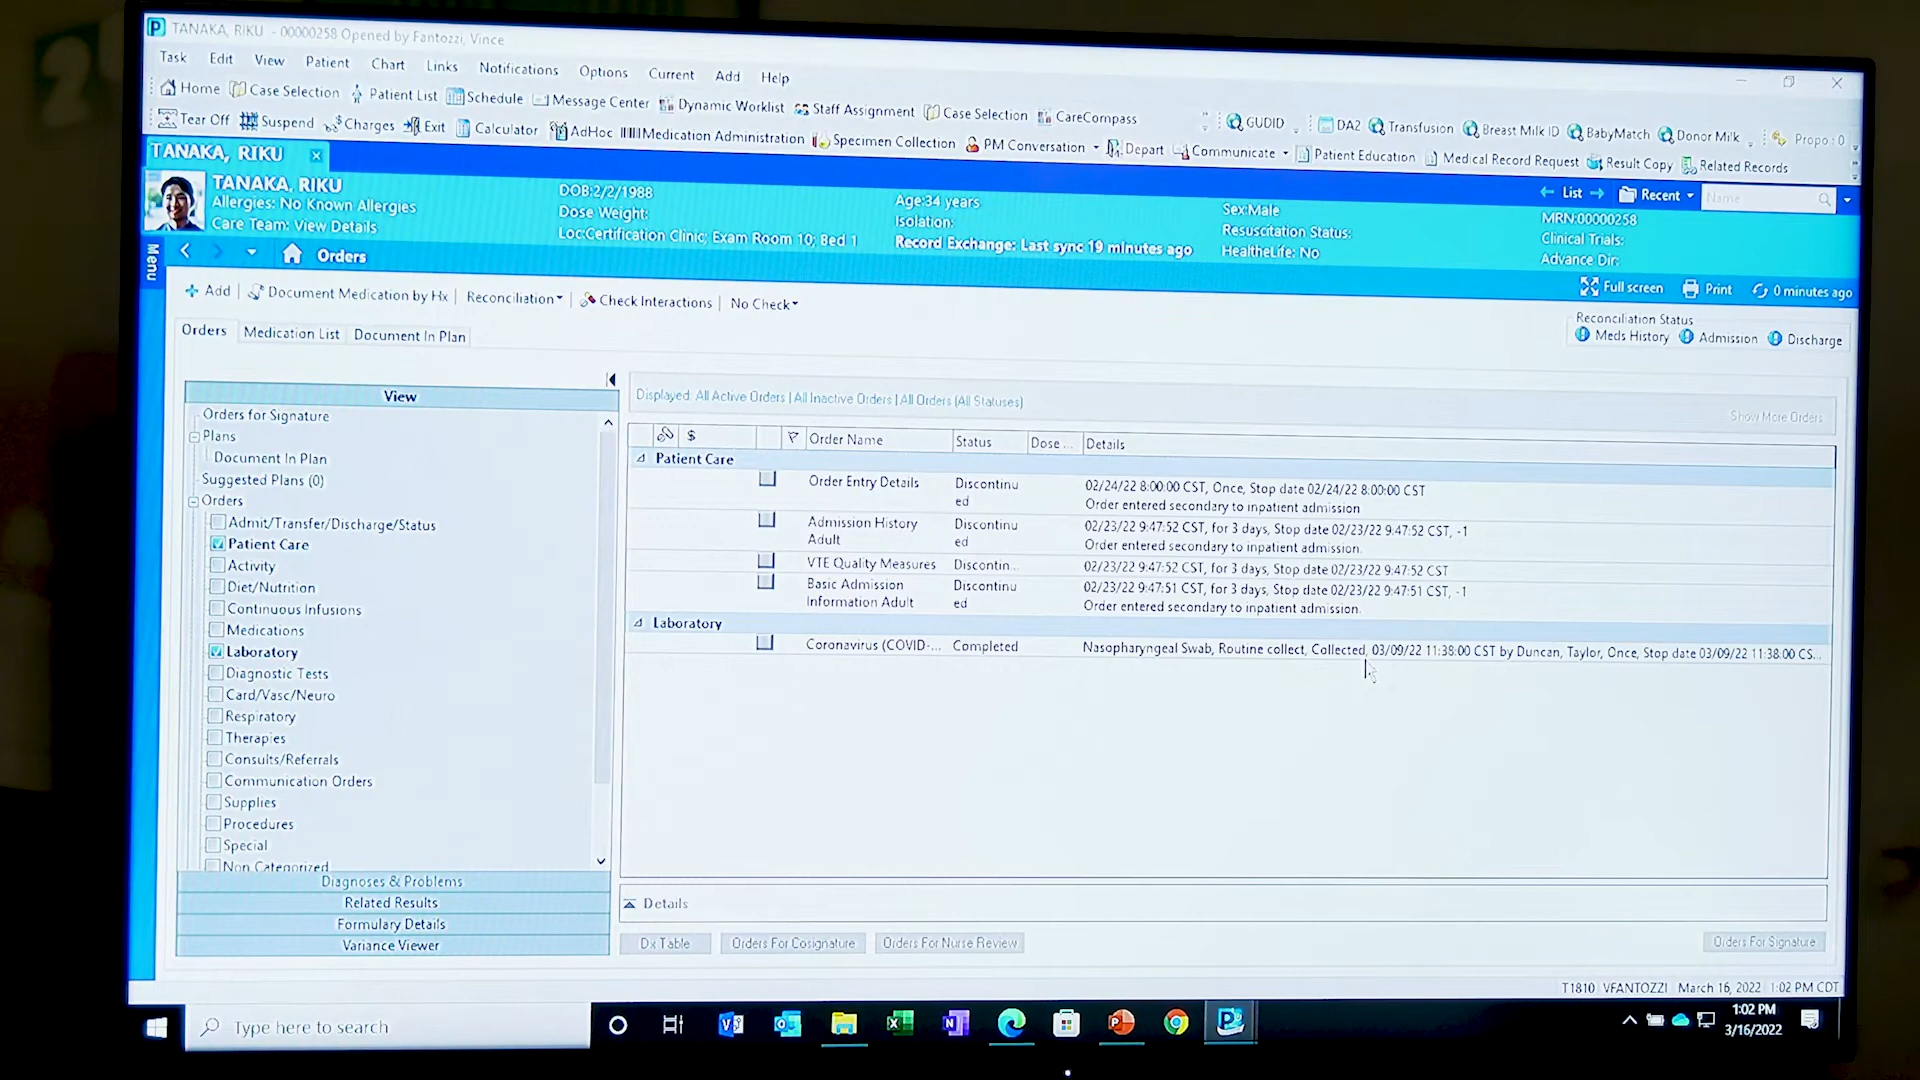 TANAKA, RIKU - 00000258 Opened by Fantozzi, Vince
Task Edit View Patient Chart Links Notifications Options Current Add Help
Home Case Selection Patient List Schedule Message Center Dynamic Worklist Staff Assignment Case Selection CareCompass GUDID DA2 Transfusion Breast Milk ID BabyMatch Donor Milk Propo:0
Tear Off Suspend Charges Exit Calculator AdHoc Medication Administration Specimen Collection PM Conversation Depart Communicate Patient Education Medical Record Request Result Copy Related Records
TANAKA, RIKU
List Recent Name
TANAKA, RIKU DOB:2/2/1988 Age:34 years Sex:Male MRN:00000258
Allergies: No Known Allergies Dose Weight: Isolation: Resuscitation Status: Clinical Trials:
Care Team: View Details Loc:Certification Clinic; Exam Room 10; Bed 1 Record Exchange: Last sync 19 minutes ago HealtheLife: No Advance Dir:
Menu
Orders
Full screen Print 0 minutes ago
Add Document Medication by Hx Reconciliation Check Interactions No Check
Reconciliation Status
Meds History Admission Discharge
Orders Medication List Document In Plan
View
Orders for Signature
Plans
Document In Plan
Suggested Plans (0)
Orders
Admit/Transfer/Discharge/Status
Patient Care
Activity
Diet/Nutrition
Continuous Infusions
Medications
Laboratory
Diagnostic Tests
Card/Vasc/Neuro
Respiratory
Therapies
Consults/Referrals
Communication Orders
Supplies
Procedures
Special
Non Categorized
Diagnoses & Problems
Related Results
Formulary Details
Variance Viewer
Displayed: All Active Orders | All Inactive Orders | All Orders (All Statuses)
Show More Orders
$ Order Name Status Dose ... Details
Patient Care
Order Entry Details Discontinu
ed 02/24/22 8:00:00 CST, Once, Stop date 02/24/22 8:00:00 CST
Order entered secondary to inpatient admission
Admission History
Adult Discontinu
ed 02/23/22 9:47:52 CST, for 3 days, Stop date 02/23/22 9:47:52 CST, -1
Order entered secondary to inpatient admission.
VTE Quality Measures Discontin... 02/23/22 9:47:52 CST, for 3 days, Stop date 02/23/22 9:47:52 CST
Basic Admission
Information Adult Discontinu
ed 02/23/22 9:47:51 CST, for 3 days, Stop date 02/23/22 9:47:51 CST, -1
Order entered secondary to inpatient admission.
Laboratory
Coronavirus (COVID-... Completed Nasopharyngeal Swab, Routine collect, Collected, 03/09/22 11:38:00 CST by Duncan, Taylor, Once, Stop date 03/09/22 11:38:00 CS...
Details
Dx Table Orders For Cosignature Orders For Nurse Review Orders For Signature
T1810 VFANTOZZI March 16, 2022 1:02 PM CDT
Type here to search
1:02 PM
3/16/2022